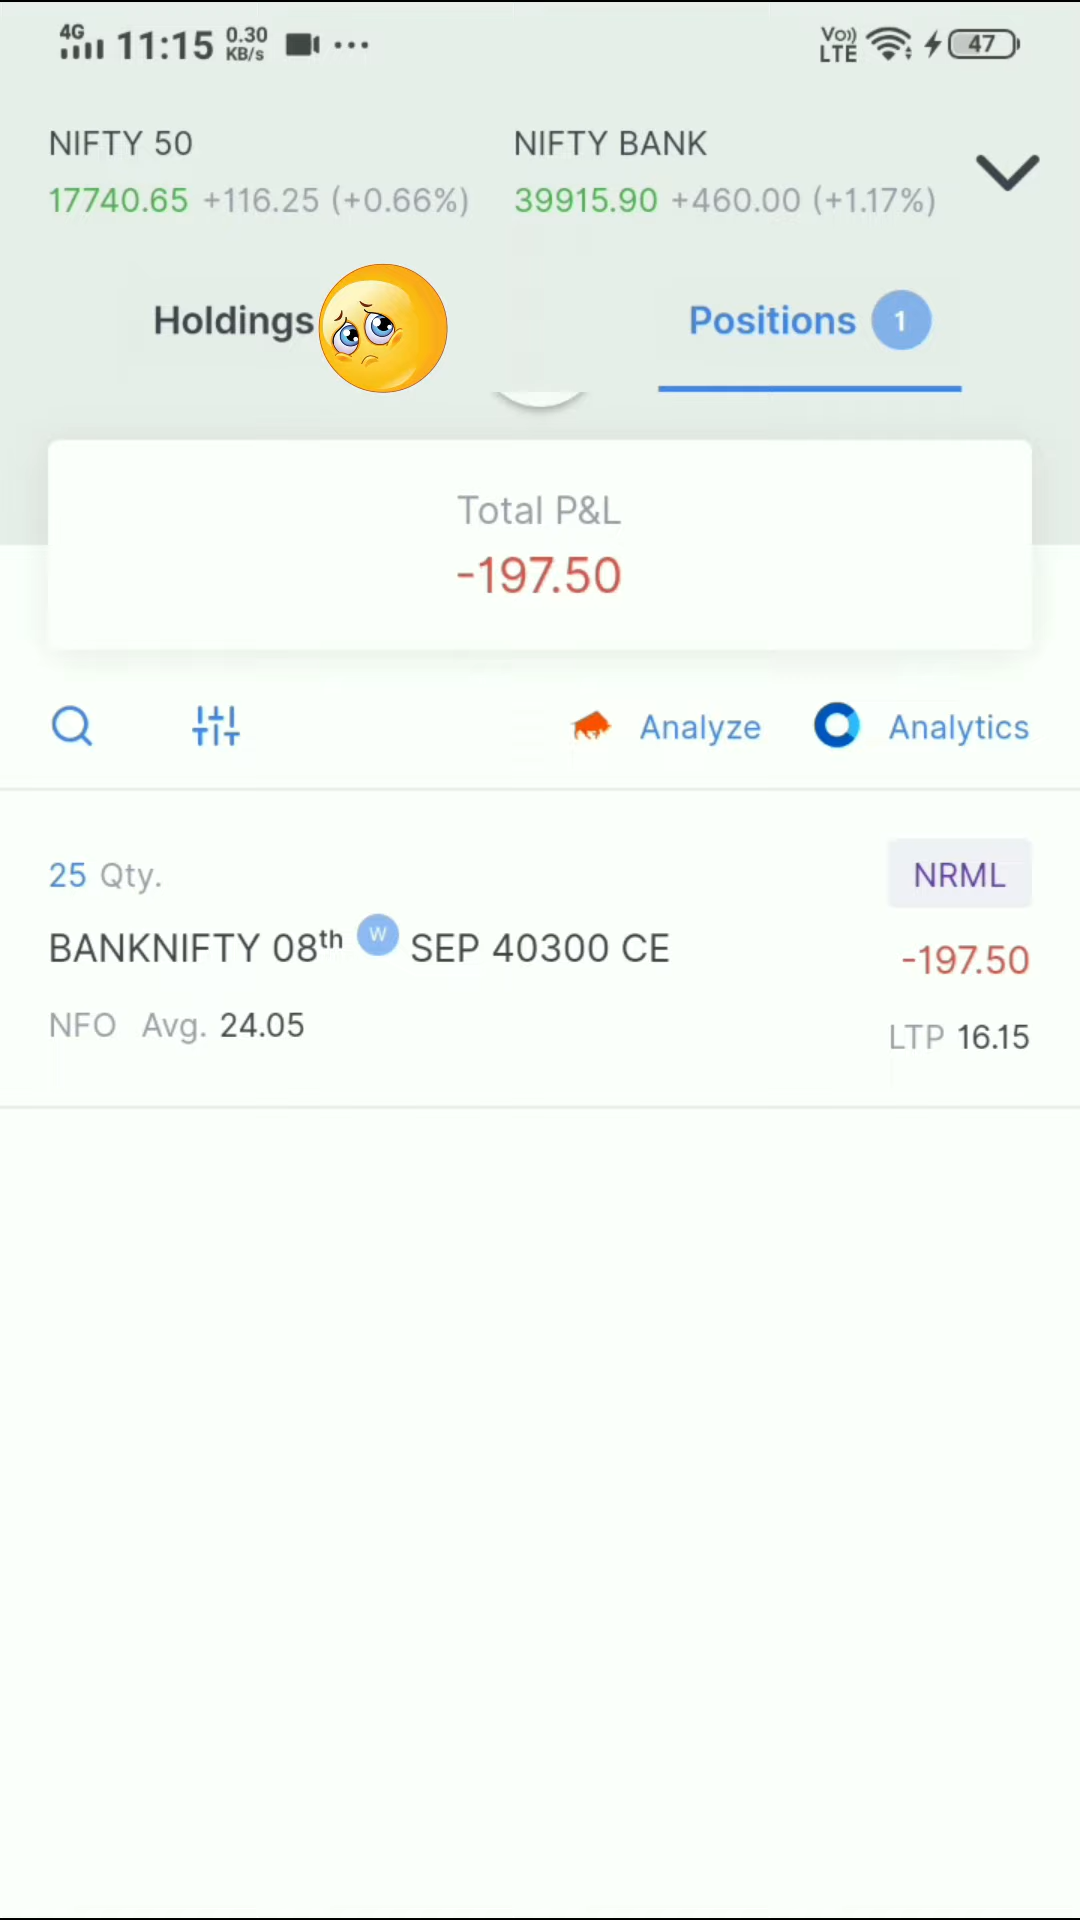 4G 11:15 0.30 KB/s ... Vo)) LTE 47
NIFTY 50 NIFTY BANK
17740.65 +116.25 (+0.66%) 39915.90 +460.00 (+1.17%)
Holdings Positions 1
Total P&L
-197.50
Analyze Analytics
25 Qty. NRML
BANKNIFTY 08th W SEP 40300 CE -197.50
NFO Avg. 24.05 LTP 16.15